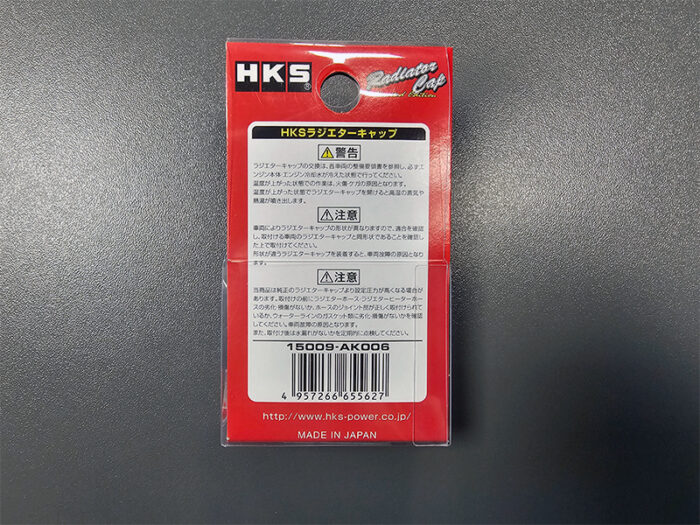 HKS®
Radiator
Cap
HKSラジエターキャップ
⚠警告
ラジエターキャップの交換は、各車両の整備要領書を参照し、必ずエ
ンジン本体・エンジン冷却水が冷えた状態で行ってください。
温度が上がった状態での作業は、火傷・ケガの原因となります。
温度が上がった状態でラジエターキャップを開けると高温の蒸気や
熱湯が噴き出します。
⚠注意
車両によりラジエターキャップの形状が異なりますので、適合を確認
し、取付ける車両のラジエターキャップと同形状であることを確認し
た上で取付けてください。
形状が違うラジエターキャップを装着すると、車両故障の原因となり
ます。
⚠注意
当商品は純正のラジエターキャップより設定圧力が高くなる場合が
あります。取付けの前にラジエターホース・ラジエターヒーターホー
スの劣化・損傷がないか、ホースのジョイント部が正しく取付けられて
いるか、ウォーターラインのガスケット類に劣化・損傷がないかを確認
してください。車両故障の原因となります。
また、取付け後は水漏れがないかを定期的に点検してください。
15009-AK006
4 957266 655627
http://www.hks-power.co.jp/
MADE IN JAPAN